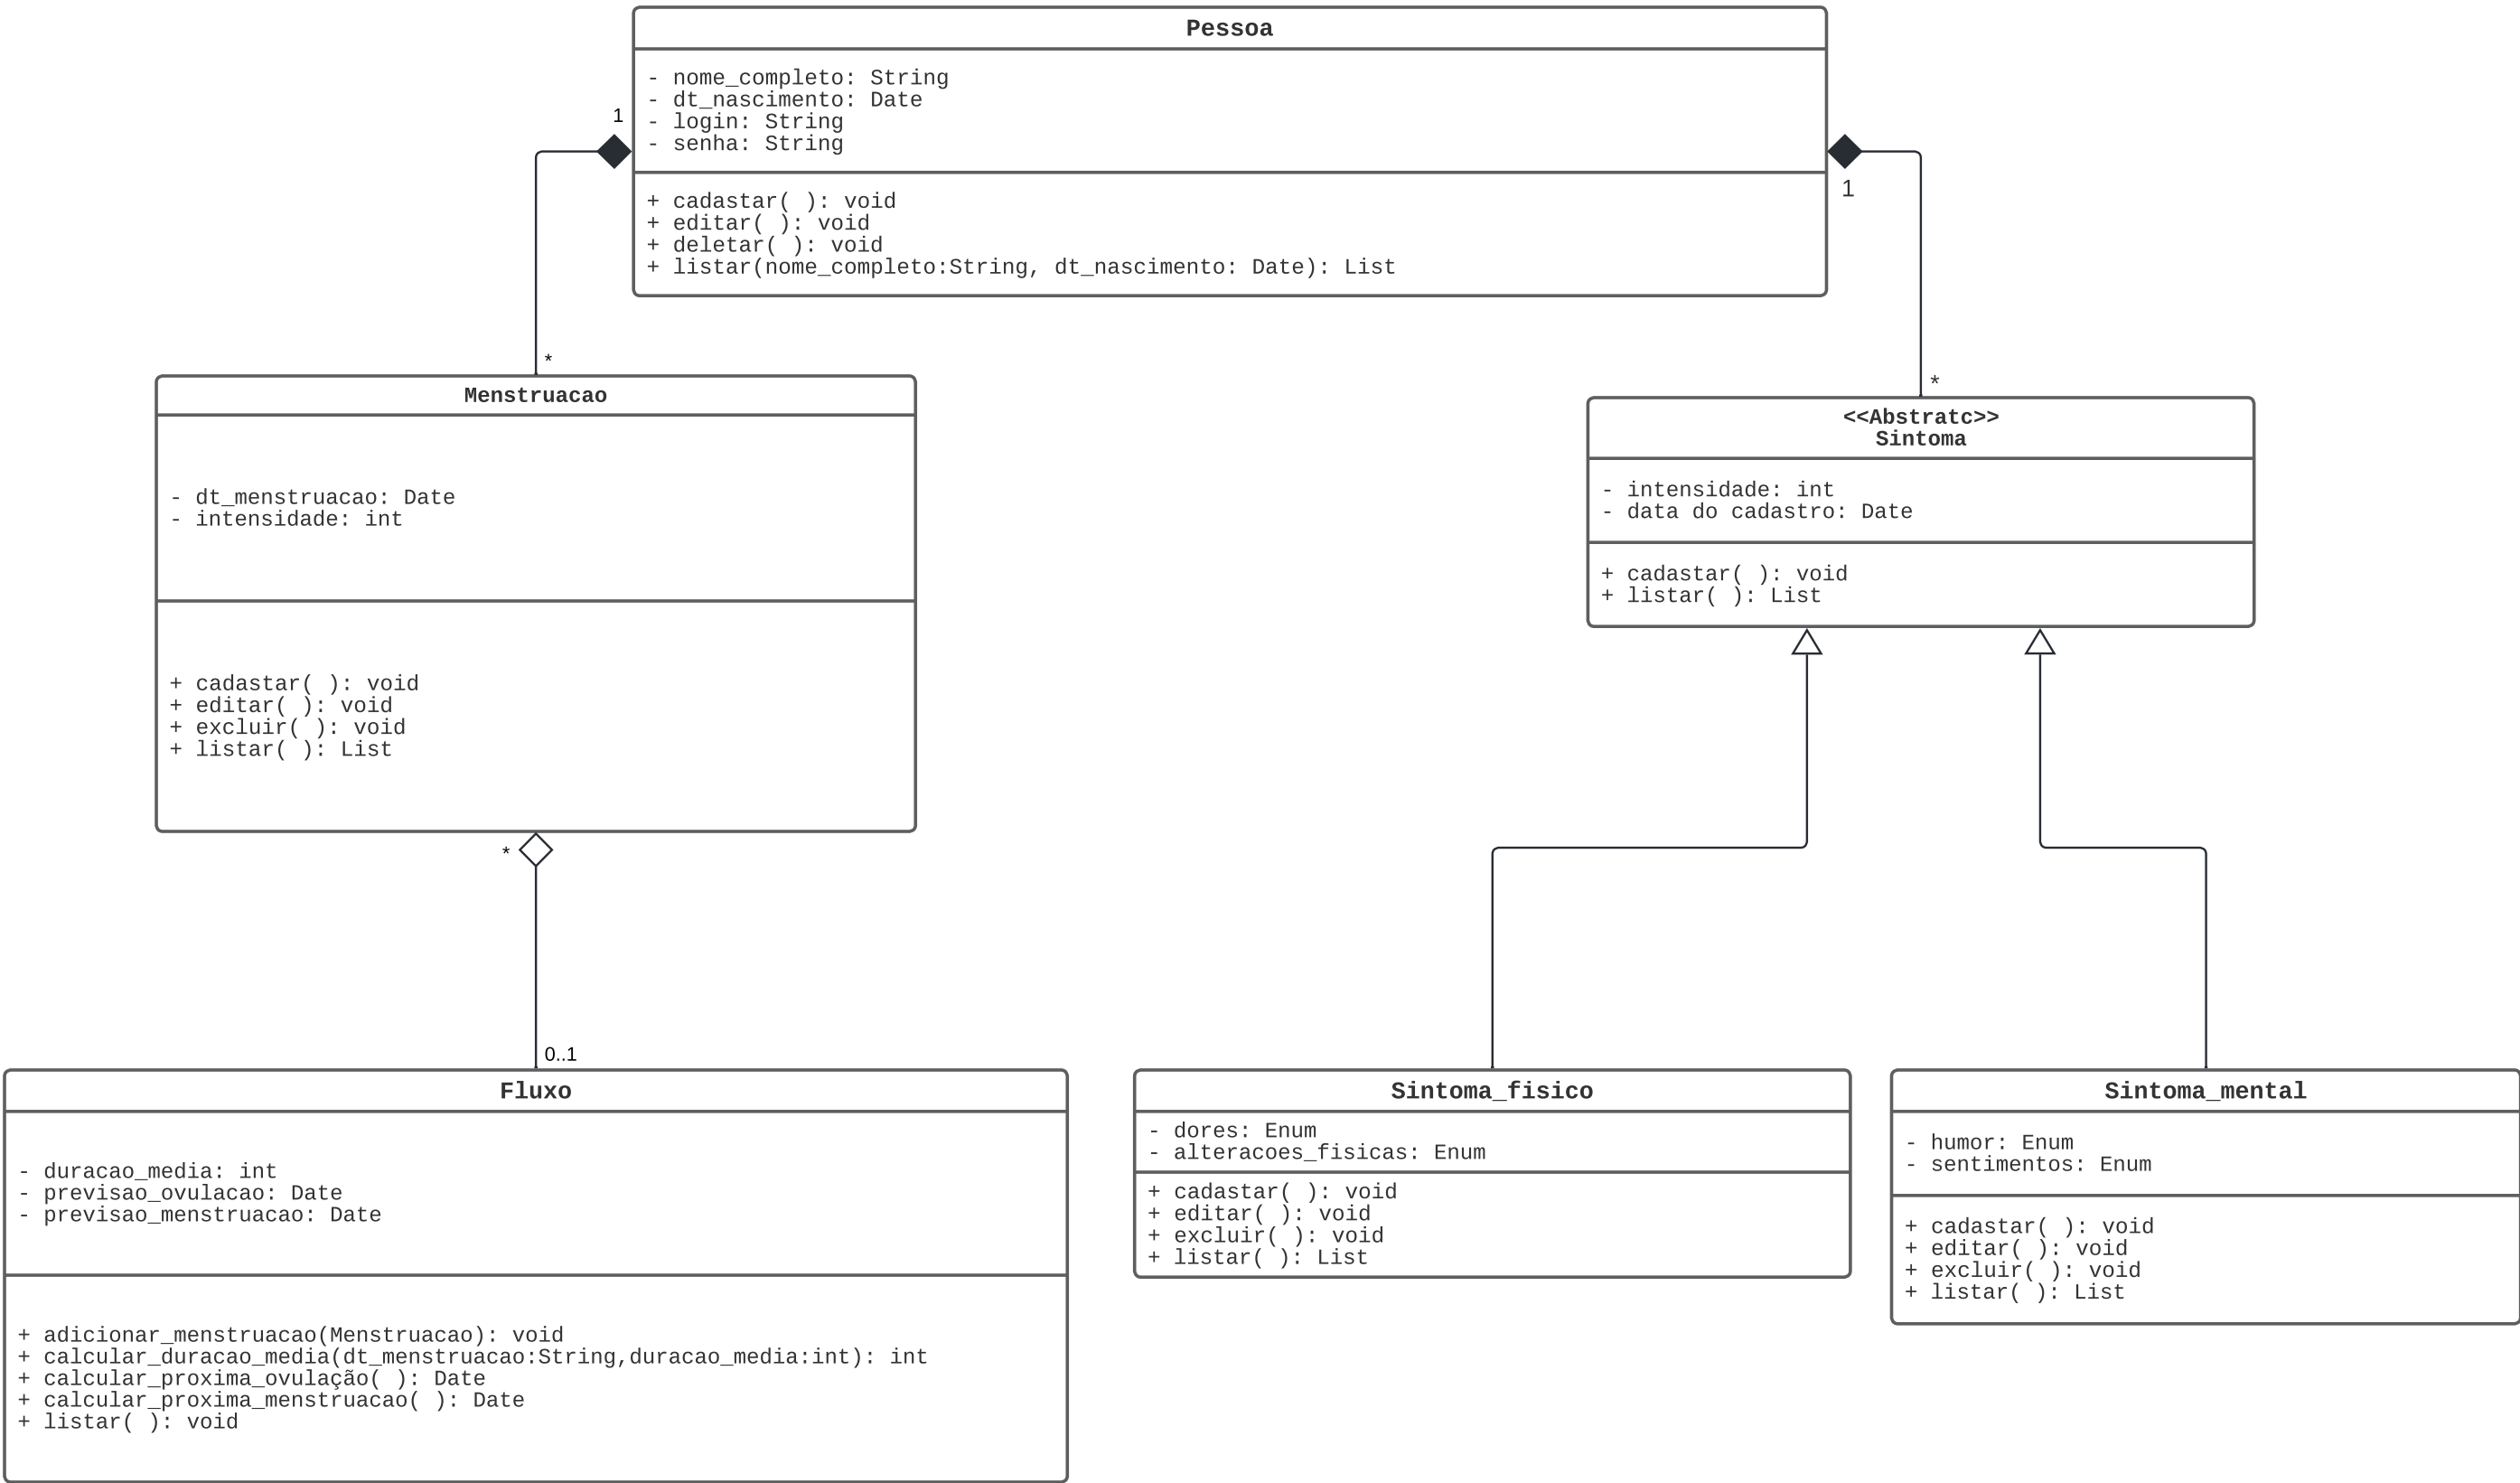 Pessoa
- nome_completo: String
- dt_nascimento: Date
- login: String
- senha: String
+ cadastar( ): void
+ editar( ): void
+ deletar( ): void
+ listar(nome_completo:String, dt_nascimento: Date): List
1
1
*
*
Menstruacao
- dt_menstruacao: Date
- intensidade: int
+ cadastar( ): void
+ editar( ): void
+ excluir( ): void
+ listar( ): List
<<Abstratc>>
Sintoma
- intensidade: int
- data do cadastro: Date
+ cadastar( ): void
+ listar( ): List
*
0..1
Fluxo
- duracao_media: int
- previsao_ovulacao: Date
- previsao_menstruacao: Date
+ adicionar_menstruacao(Menstruacao): void
+ calcular_duracao_media(dt_menstruacao:String,duracao_media:int): int
+ calcular_proxima_ovulação( ): Date
+ calcular_proxima_menstruacao( ): Date
+ listar( ): void
Sintoma_fisico
- dores: Enum
- alteracoes_fisicas: Enum
+ cadastar( ): void
+ editar( ): void
+ excluir( ): void
+ listar( ): List
Sintoma_mental
- humor: Enum
- sentimentos: Enum
+ cadastar( ): void
+ editar( ): void
+ excluir( ): void
+ listar( ): List